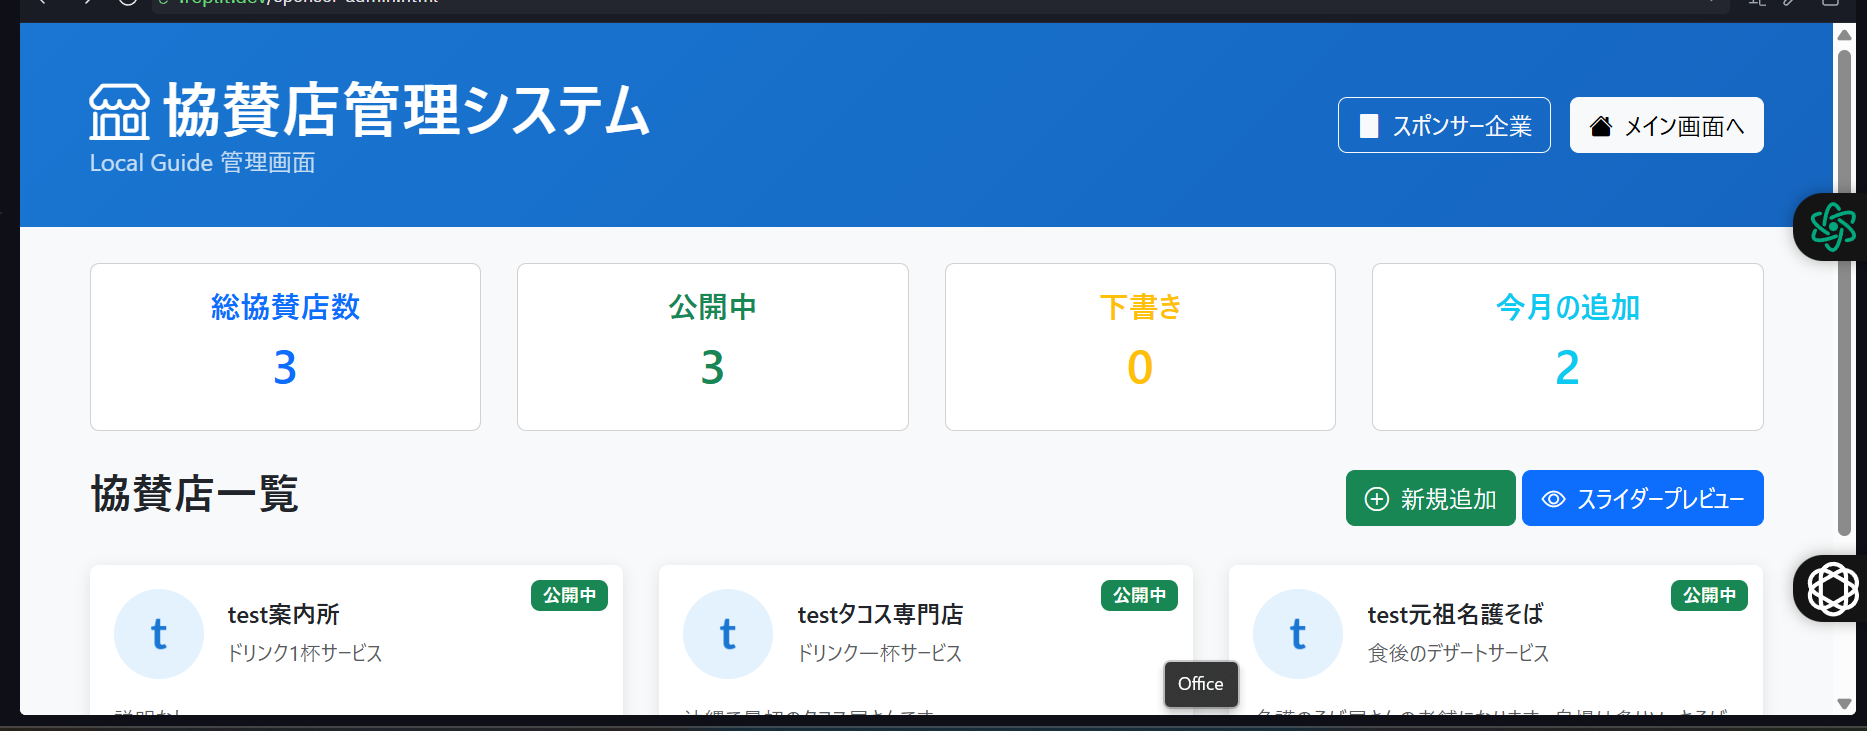 協賛店管理システム
Local Guide 管理画面
スポンサー企業
メイン画面へ
総協賛店数
3
公開中
3
下書き
0
今月の追加
2
協賛店一覧
新規追加
スライダープレビュー
t
test案内所
公開中
ドリンク1杯サービス
t
testタコス専門店
公開中
ドリンク一杯サービス
t
test元祖名護そば
公開中
食後のデザートサービス
Office